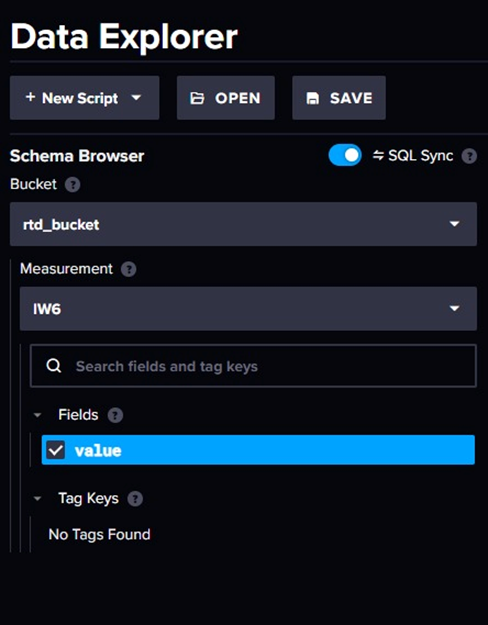 Data Explorer
+ New Script
OPEN
SAVE
Schema Browser
SQL Sync ?
Bucket ?
rtd_bucket
Measurement ?
IW6
Search fields and tag keys
Fields ?
value
Tag Keys ?
No Tags Found